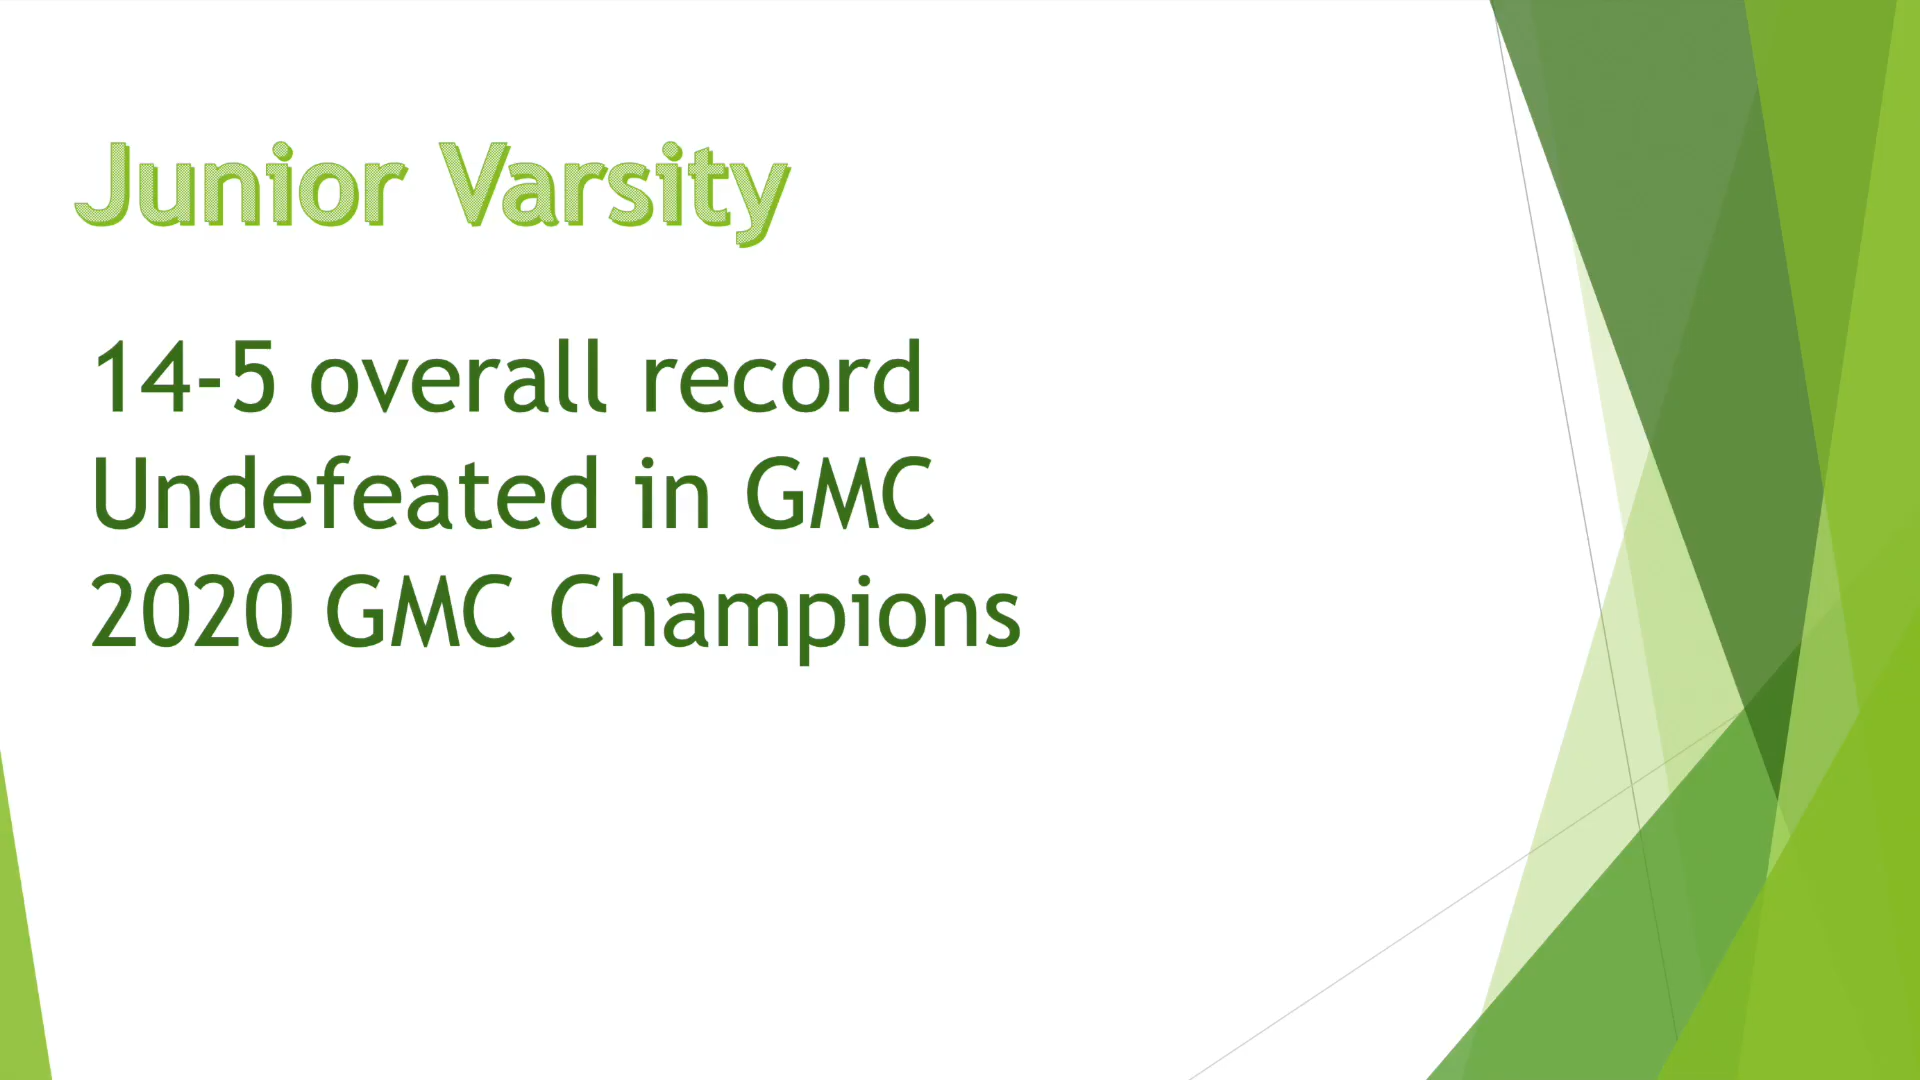 Junior Varsity
14-5 overall record
Undefeated in GMC
2020 GMC Champions